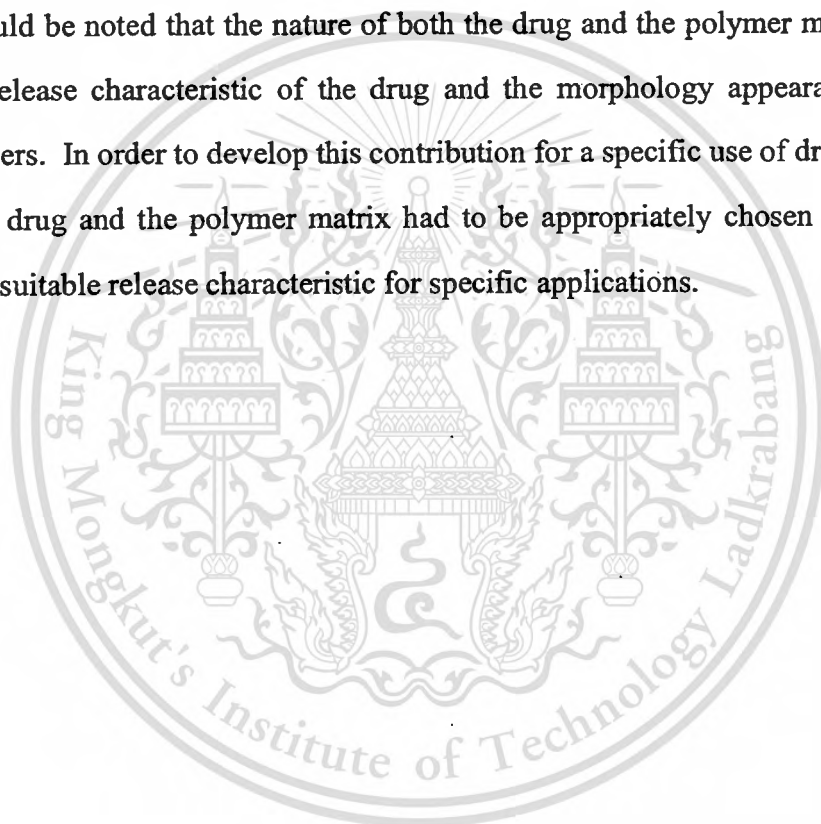 uld be noted that the nature of both the drug and the polymer m
elease characteristic of the drug and the morphology appeara
ers. In order to develop this contribution for a specific use of dr
drug and the polymer matrix had to be appropriately chosen
suitable release characteristic for specific applications.
King Mongkut's Institute of Technology Ladkrabang